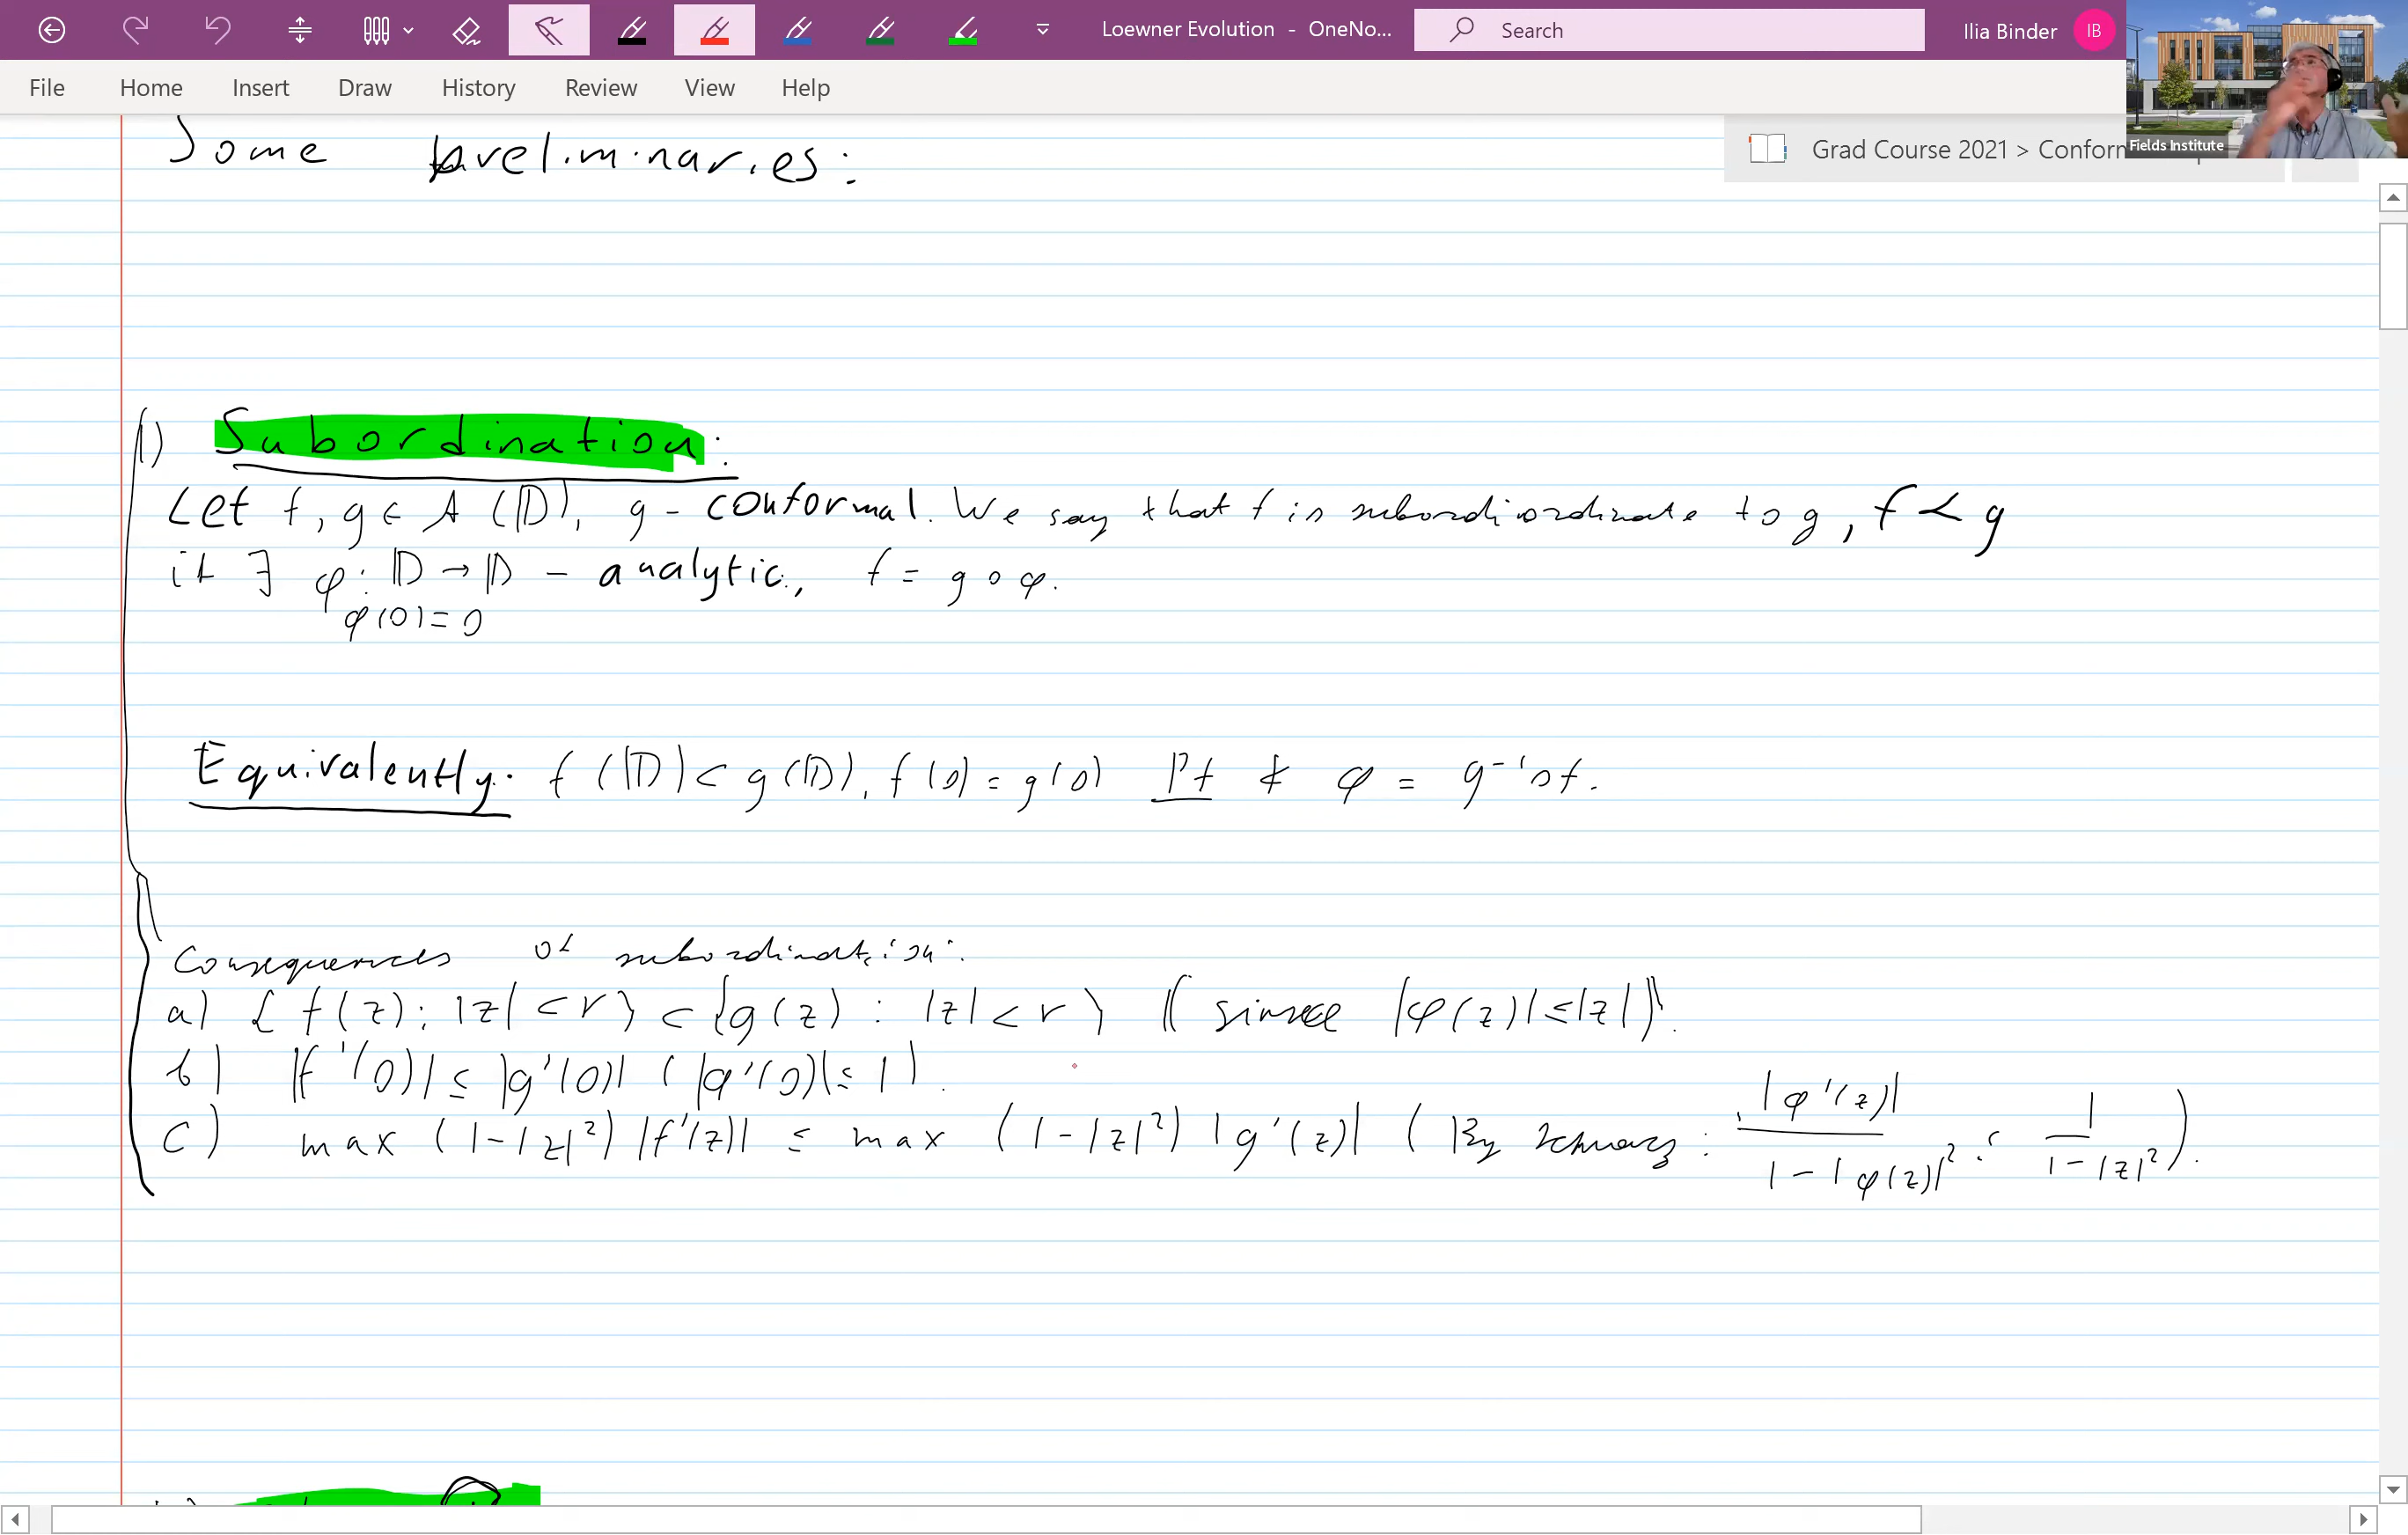 Loewner Evolution - OneNo...
Search
Ilia Binder
IB
File Home Insert Draw History Review View Help
Fields Institute
Grad Course 2021 > Conforn
Some preliminaries:
1) Subordination:
Let f, g ∈ A(𝔻), g - conformal. We say that f is subordiordinate to g, f ≺ g
if ∃ φ: 𝔻 → 𝔻 - analytic, f = g ∘ φ.
φ(0) = 0
Equivalently: f(𝔻) ⊂ g(𝔻), f(0) = g(0) Pf φ = g⁻¹∘f.
Consequences of subordination:
a) {f(z): |z| < r} ⊂ {g(z): |z| < r} (since |φ(z)| ≤ |z|).
b) |f'(0)| ≤ |g'(0)| (|φ'(0)| ≤ 1).
c) max (1-|z|²) |f'(z)| ≤ max (1-|z|²) |g'(z)| (By Schwarz: |φ'(z)| / (1-|φ(z)|²) ≤ 1 / (1-|z|²)).